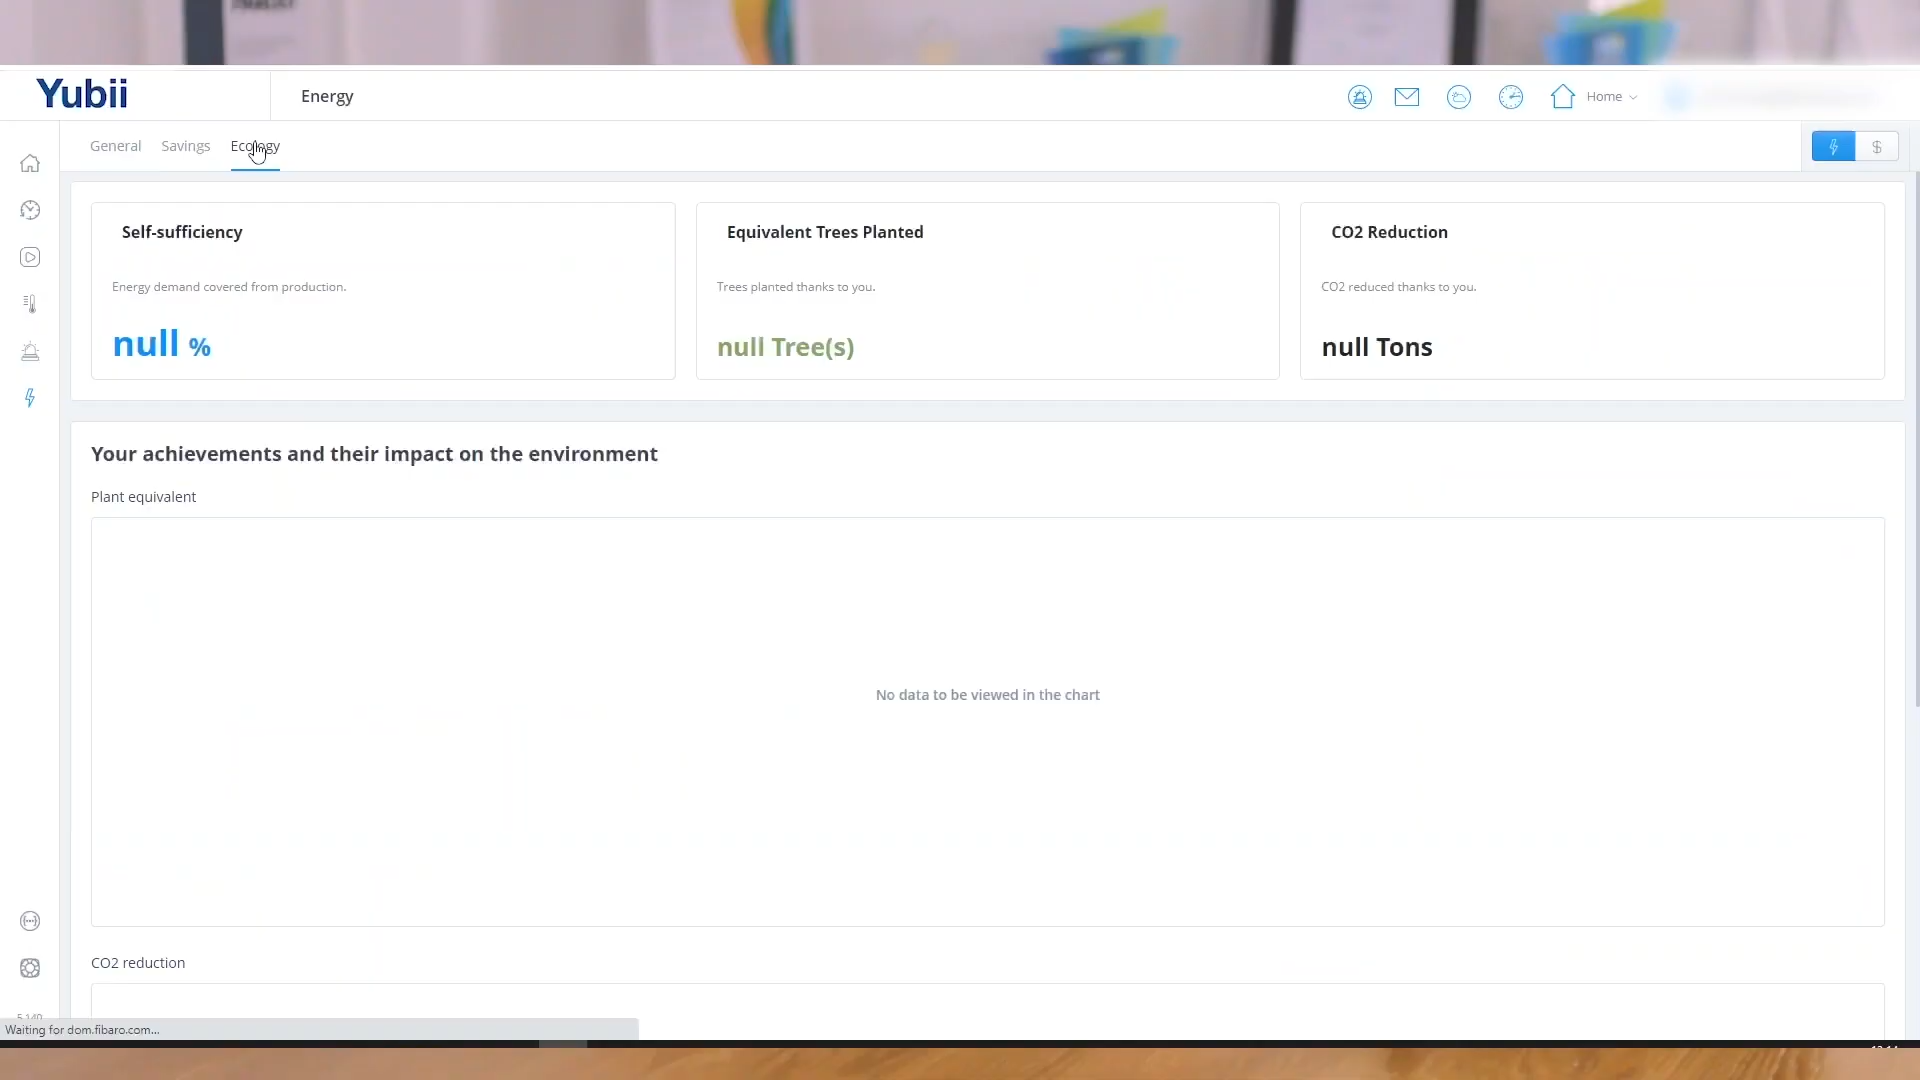 Yubii
Energy
Home
General
Savings
Ecology
$
Self-sufficiency
Energy demand covered from production.
null %
Equivalent Trees Planted
Trees planted thanks to you.
null Tree(s)
CO2 Reduction
CO2 reduced thanks to you.
null Tons
Your achievements and their impact on the environment
Plant equivalent
No data to be viewed in the chart
CO2 reduction
Waiting for dom.fibaro.com...